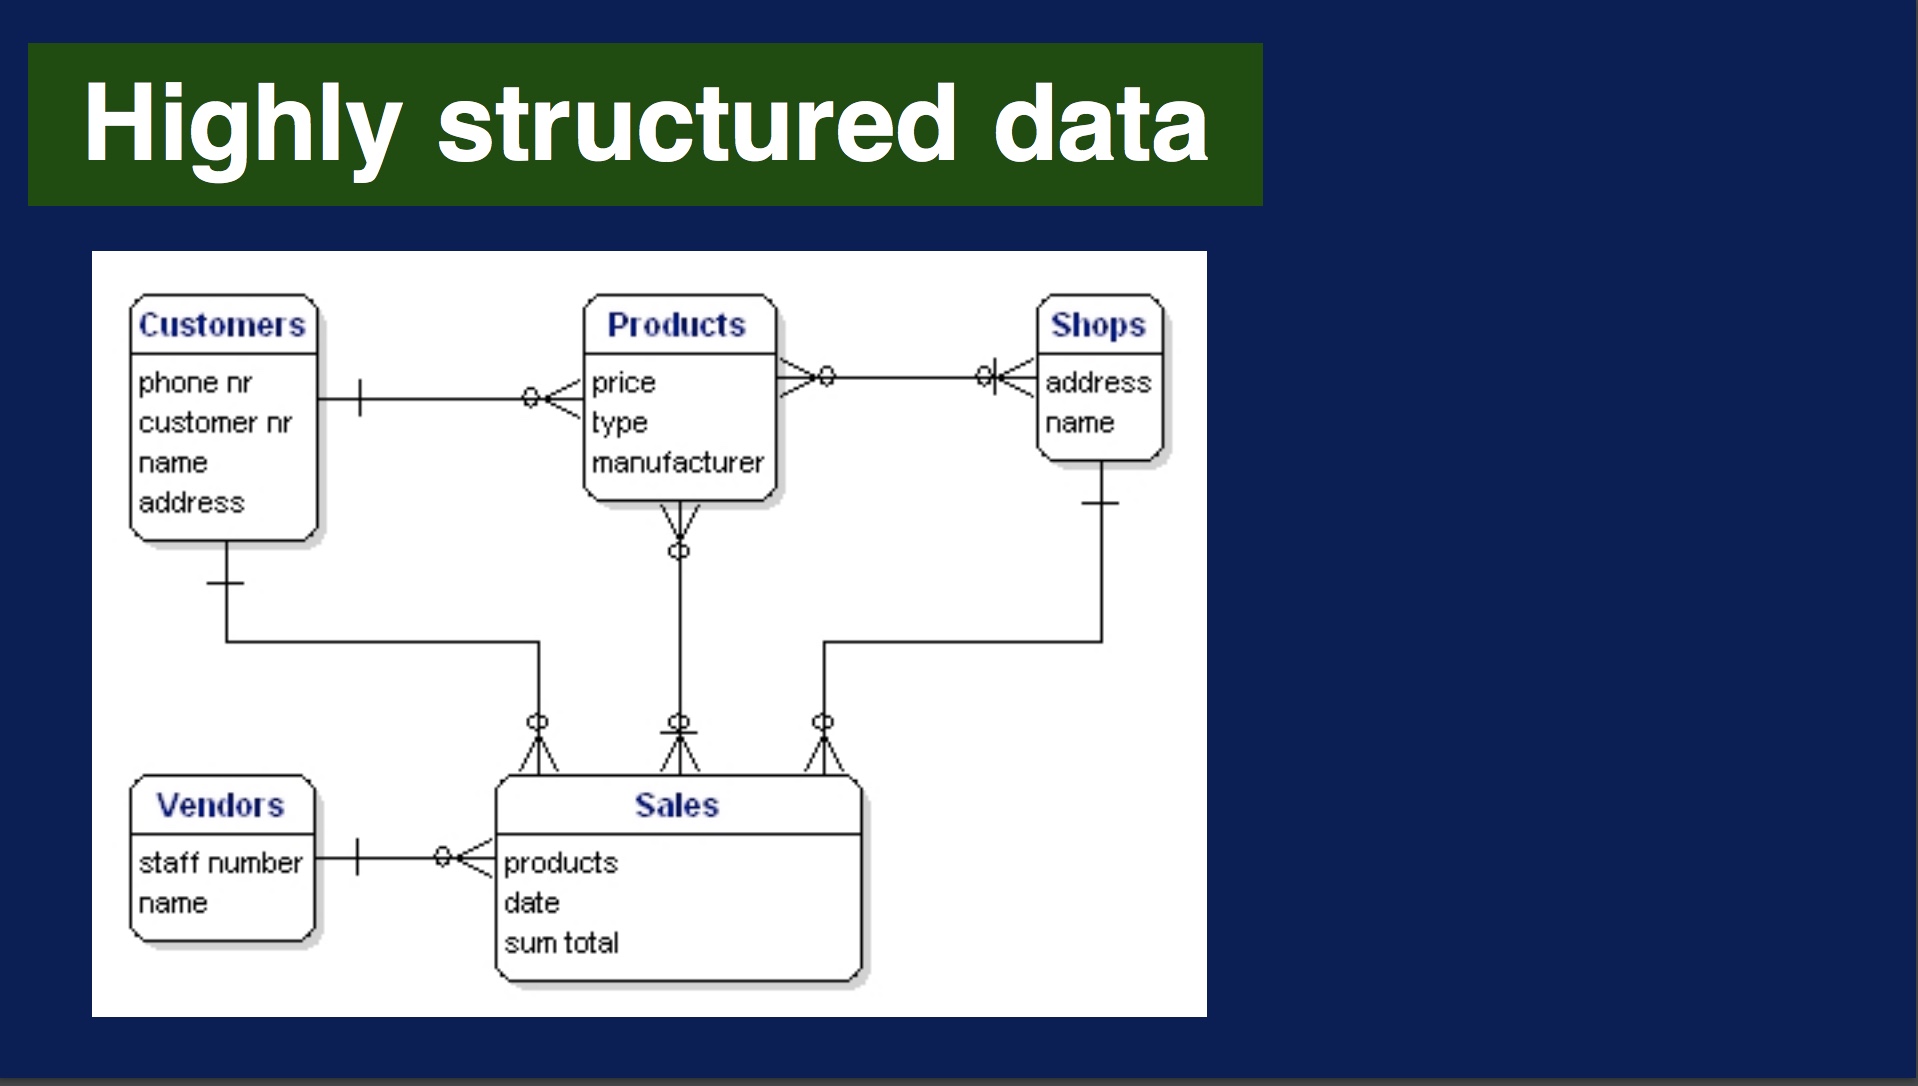 Highly structured data
Customers
phone nr
customer nr
name
address
Products
price
type
manufacturer
Shops
address
name
Vendors
staff number
name
Sales
products
date
sum total